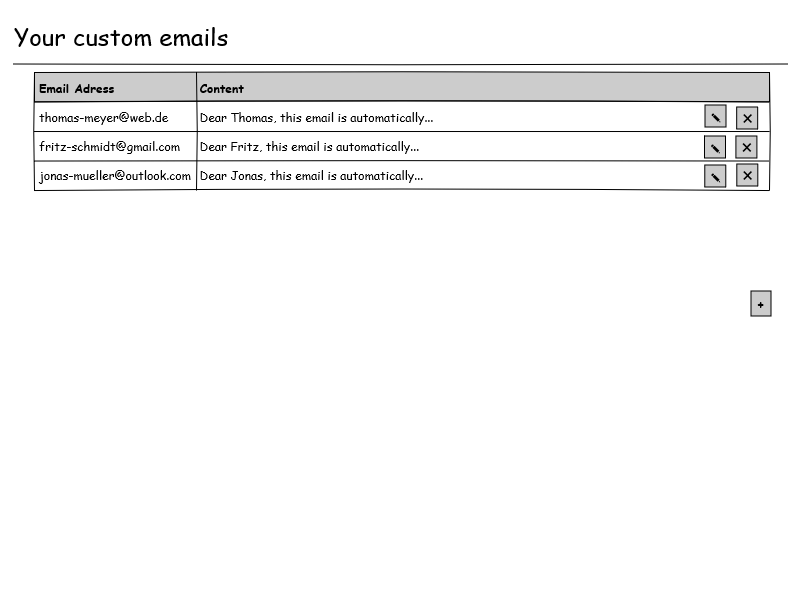 Your custom emails
Email Adress Content
thomas-meyer@web.de Dear Thomas, this email is automatically...
fritz-schmidt@gmail.com Dear Fritz, this email is automatically...
jonas-mueller@outlook.com Dear Jonas, this email is automatically...
+